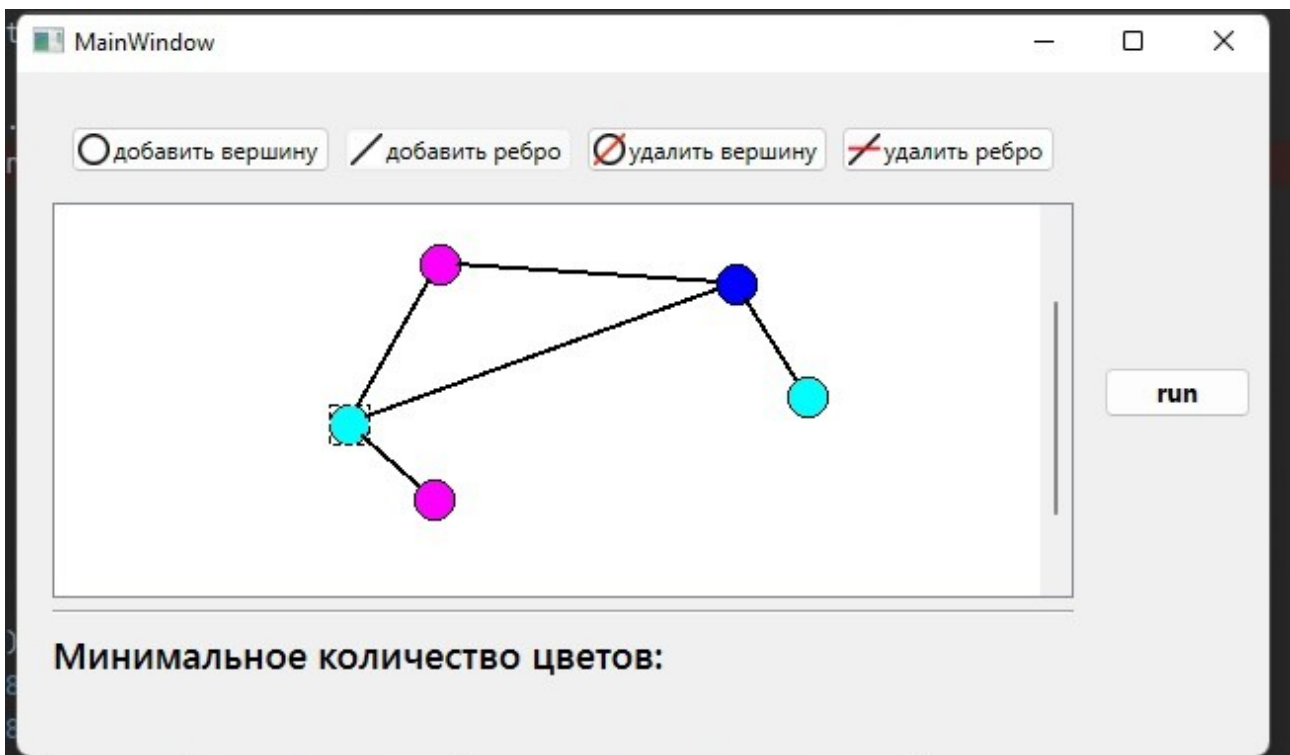 MainWindow
добавить вершину добавить ребро удалить вершину удалить ребро
run
Минимальное количество цветов: